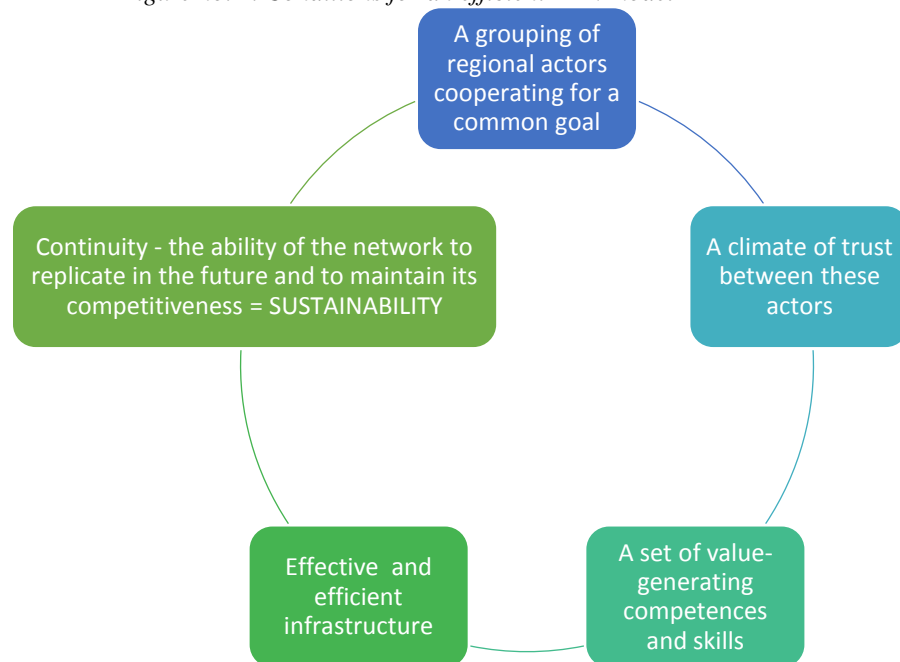 A grouping of
regional actors
cooperating for a
common goal
A climate of trust
between these
actors
A set of value-
generating
competences
and skills
Effective and
efficient
infrastructure
Continuity - the ability of the network to
replicate in the future and to maintain its
competitiveness = SUSTAINABILITY